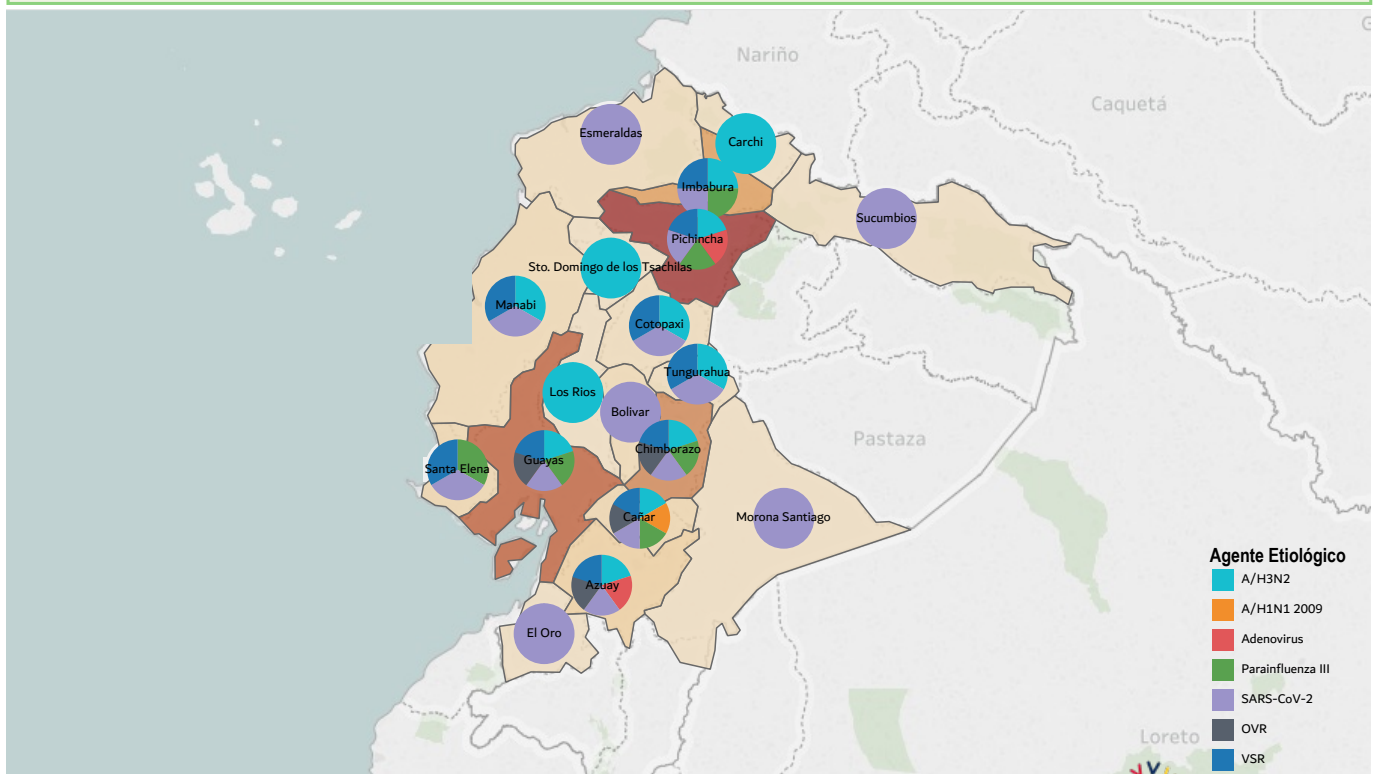 Nariño
Caquetá
Esmeraldas
Carchi
Imbabura
Sucumbios
Pichincha
Sto. Domingo de los Tsachilas
Manabi
Cotopaxi
Tungurahua
Los Rios
Bolivar
Pastaza
Chimborazo
Guayas
Santa Elena
Cañar
Morona Santiago
Azuay
El Oro
Agente Etiológico
A/H3N2
A/H1N1 2009
Adenovirus
Parainfluenza III
SARS-CoV-2
OVR
VSR
Loreto